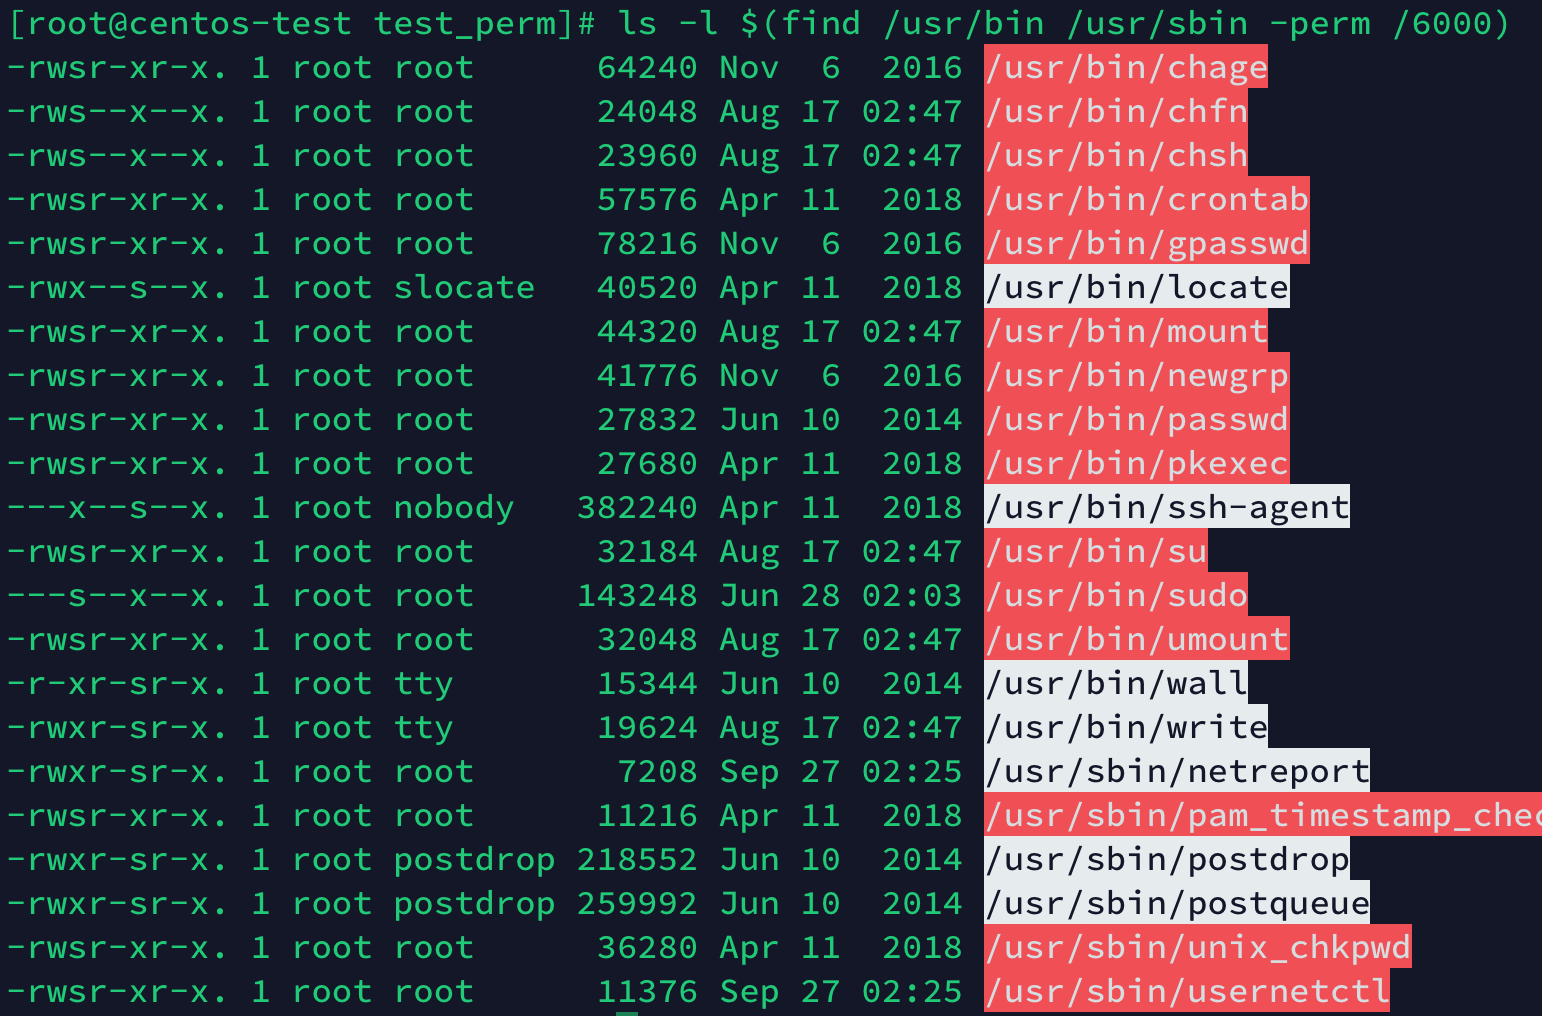 [root@centos-test test_perm]# ls -l $(find /usr/bin /usr/sbin -perm /6000)
-rwsr-xr-x. 1 root root      64240 Nov  6  2016 /usr/bin/chage
-rws--x--x. 1 root root      24048 Aug 17 02:47 /usr/bin/chfn
-rws--x--x. 1 root root      23960 Aug 17 02:47 /usr/bin/chsh
-rwsr-xr-x. 1 root root      57576 Apr 11  2018 /usr/bin/crontab
-rwsr-xr-x. 1 root root      78216 Nov  6  2016 /usr/bin/gpasswd
-rwx--s--x. 1 root slocate   40520 Apr 11  2018 /usr/bin/locate
-rwsr-xr-x. 1 root root      44320 Aug 17 02:47 /usr/bin/mount
-rwsr-xr-x. 1 root root      41776 Nov  6  2016 /usr/bin/newgrp
-rwsr-xr-x. 1 root root      27832 Jun 10  2014 /usr/bin/passwd
-rwsr-xr-x. 1 root root      27680 Apr 11  2018 /usr/bin/pkexec
---x--s--x. 1 root nobody   382240 Apr 11  2018 /usr/bin/ssh-agent
-rwsr-xr-x. 1 root root      32184 Aug 17 02:47 /usr/bin/su
---s--x--x. 1 root root     143248 Jun 28 02:03 /usr/bin/sudo
-rwsr-xr-x. 1 root root      32048 Aug 17 02:47 /usr/bin/umount
-r-xr-sr-x. 1 root tty       15344 Jun 10  2014 /usr/bin/wall
-rwxr-sr-x. 1 root tty       19624 Aug 17 02:47 /usr/bin/write
-rwxr-sr-x. 1 root root       7208 Sep 27 02:25 /usr/sbin/netreport
-rwsr-xr-x. 1 root root      11216 Apr 11  2018 /usr/sbin/pam_timestamp_chec
-rwxr-sr-x. 1 root postdrop 218552 Jun 10  2014 /usr/sbin/postdrop
-rwxr-sr-x. 1 root postdrop 259992 Jun 10  2014 /usr/sbin/postqueue
-rwsr-xr-x. 1 root root      36280 Apr 11  2018 /usr/sbin/unix_chkpwd
-rwsr-xr-x. 1 root root      11376 Sep 27 02:25 /usr/sbin/usernetctl